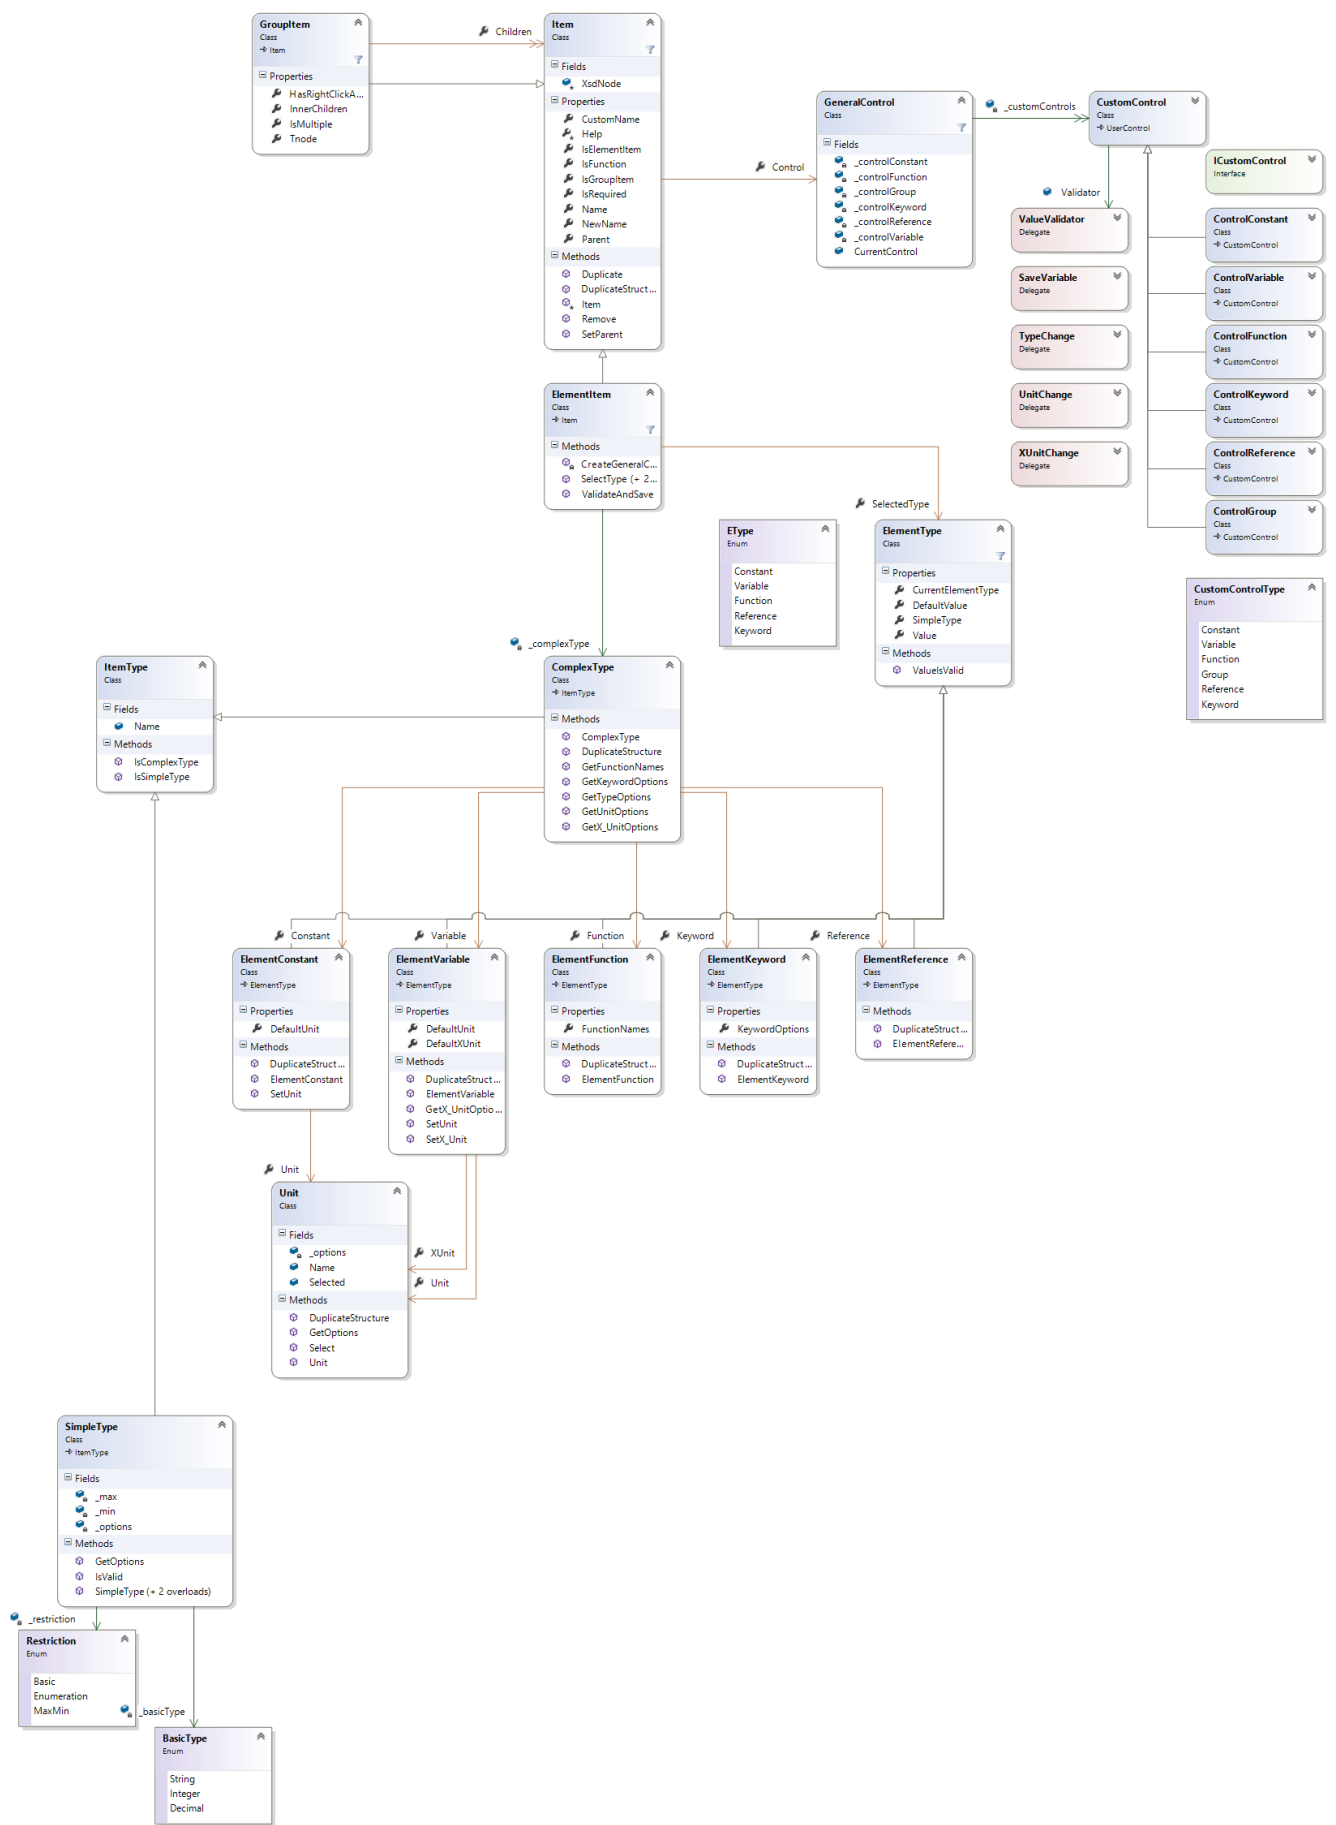 GroupItem
Class
Item
Properties
HasRightClickA...
InnerChildren
IsMultiple
Tnode
Children
Item
Class
Fields
XsdNode
Properties
CustomName
Help
IsElementItem
IsFunction
IsGroupItem
IsRequired
Name
NewName
Parent
Methods
Duplicate
DuplicateStruct...
Item
Remove
SetParent
Control
GeneralControl
Class
Fields
_controlConstant
_controlFunction
_controlGroup
_controlKeyword
_controlReference
_controlVariable
CurrentControl
_customControls
CustomControl
Class
UserControl
Validator
ICustomControl
Interface
ValueValidator
Delegate
SaveVariable
Delegate
TypeChange
Delegate
UnitChange
Delegate
XUnitChange
Delegate
ControlConstant
Class
CustomControl
ControlVariable
Class
CustomControl
ControlFunction
Class
CustomControl
ControlKeyword
Class
CustomControl
ControlReference
Class
CustomControl
ControlGroup
Class
CustomControl
CustomControlType
Enum
Constant
Variable
Function
Group
Reference
Keyword
ElementItem
Class
Item
Methods
CreateGeneralC...
SelectType (+ 2...
ValidateAndSave
SelectedType
EType
Enum
Constant
Variable
Function
Reference
Keyword
ElementType
Class
Properties
CurrentElementType
DefaultValue
SimpleType
Value
Methods
ValueIsValid
_complexType
ItemType
Class
Fields
Name
Methods
IsComplexType
IsSimpleType
ComplexType
Class
ItemType
Methods
ComplexType
DuplicateStructure
GetFunctionNames
GetKeywordOptions
GetTypeOptions
GetUnitOptions
GetX_UnitOptions
Constant
Variable
Function
Keyword
Reference
ElementConstant
Class
ElementType
Properties
DefaultUnit
Methods
DuplicateStruct...
ElementConstant
SetUnit
ElementVariable
Class
ElementType
Properties
DefaultUnit
DefaultXUnit
Methods
DuplicateStruct...
ElementVariable
GetX_UnitOptio...
SetUnit
SetX_Unit
ElementFunction
Class
ElementType
Properties
FunctionNames
Methods
DuplicateStruct...
ElementFunction
ElementKeyword
Class
ElementType
Properties
KeywordOptions
Methods
DuplicateStruct...
ElementKeyword
ElementReference
Class
ElementType
Methods
DuplicateStruct...
ElementRefere...
Unit
Unit
Class
Fields
_options
Name
Selected
Methods
DuplicateStructure
GetOptions
Select
Unit
XUnit
Unit
SimpleType
Class
ItemType
Fields
_max
_min
_options
Methods
GetOptions
IsValid
SimpleType (+ 2 overloads)
_restriction
Restriction
Enum
Basic
Enumeration
MaxMin
_basicType
BasicType
Enum
String
Integer
Decimal